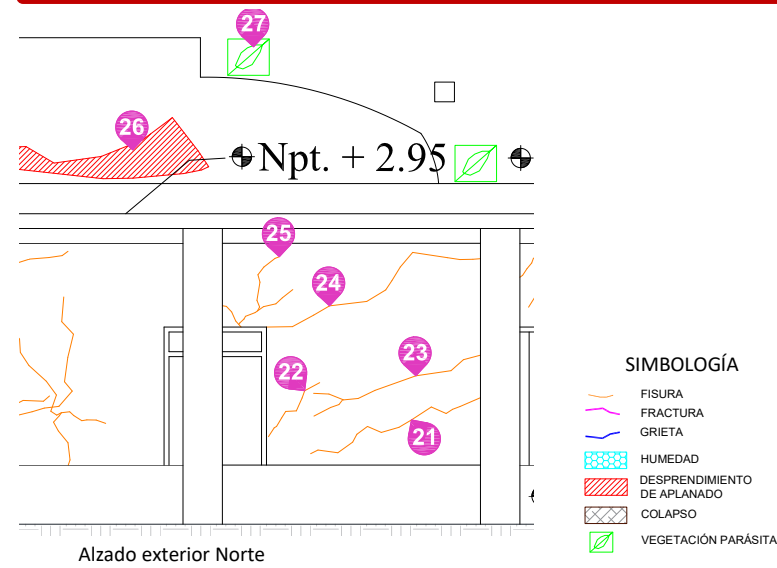 27
26
Npt. + 2.95
25
24
23
22
21
Alzado exterior Norte
SIMBOLOGÍA
FISURA
FRACTURA
GRIETA
HUMEDAD
DESPRENDIMIENTO
DE APLANADO
COLAPSO
VEGETACIÓN PARÁSITA